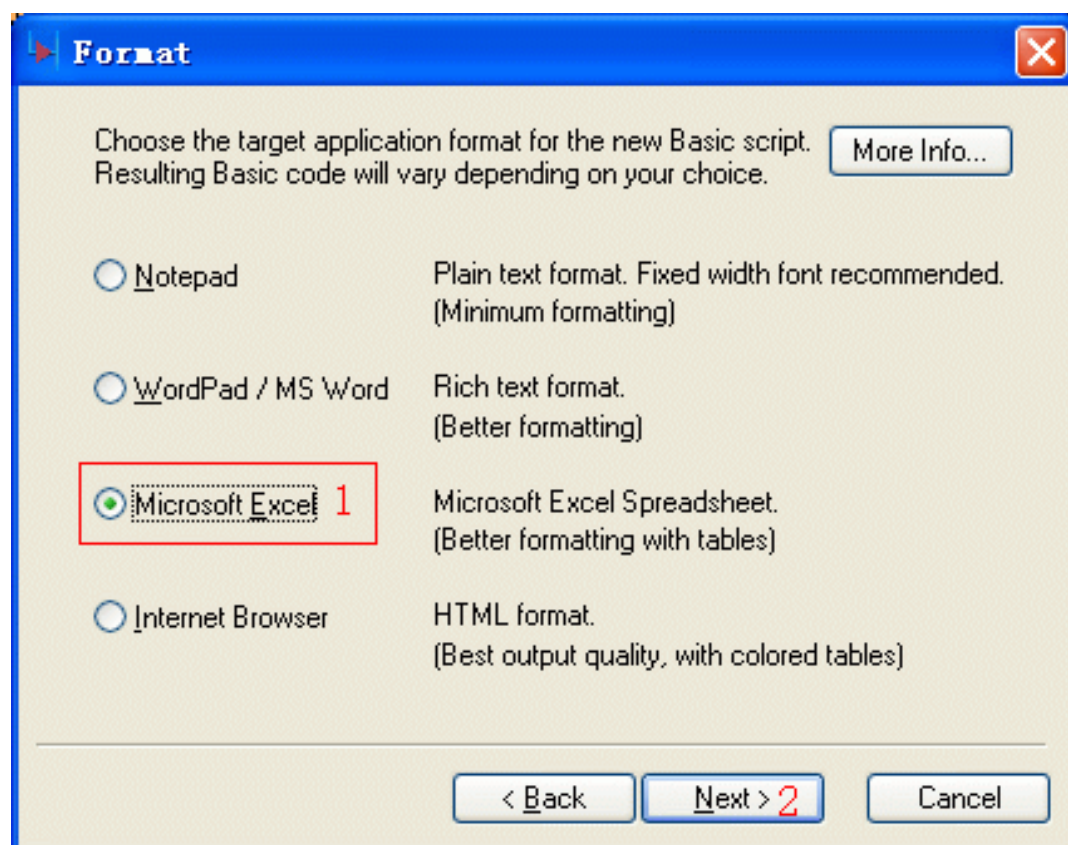 Format
Choose the target application format for the new Basic script.
Resulting Basic code will vary depending on your choice.
More Info...
Notepad
Plain text format. Fixed width font recommended.
(Minimum formatting)
WordPad / MS Word
Rich text format.
(Better formatting)
Microsoft Excel 1
Microsoft Excel Spreadsheet.
(Better formatting with tables)
Internet Browser
HTML format.
(Best output quality, with colored tables)
< Back
Next > 2
Cancel